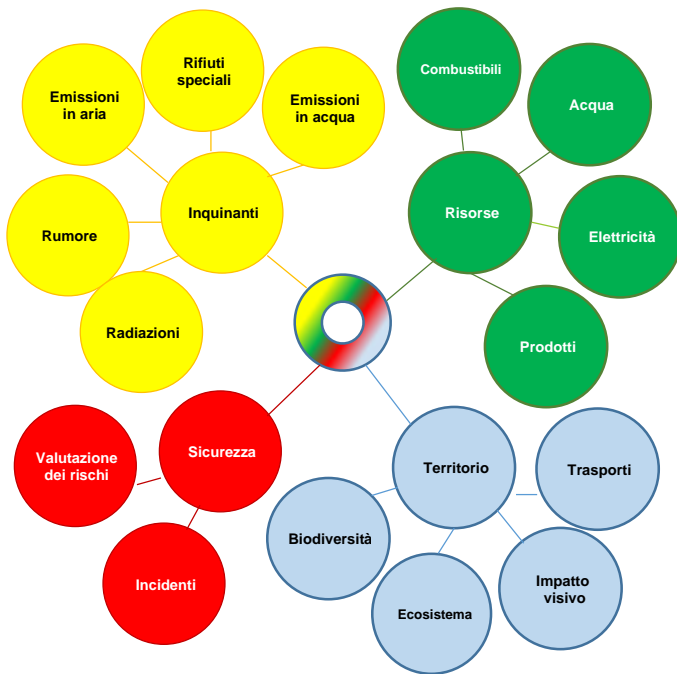 Rifiuti
speciali
Emissioni
in aria
Emissioni
in acqua
Inquinanti
Rumore
Radiazioni
Combustibili
Acqua
Risorse
Elettricità
Prodotti
Valutazione
dei rischi
Sicurezza
Incidenti
Territorio
Trasporti
Biodiversità
Impatto
visivo
Ecosistema